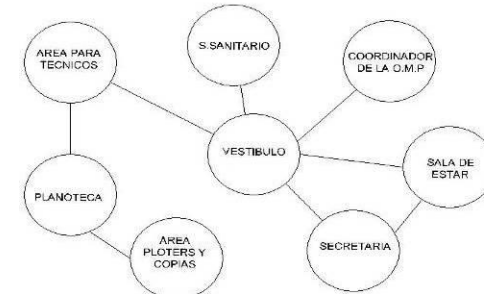 AREA PARA
TECNICOS
S.SANITARIO
COORDINADOR
DE LA O.M.P
VESTIBULO
SALA DE
ESTAR
PLANOTECA
SECRETARIA
AREA
PLOTERS Y
COPIAS